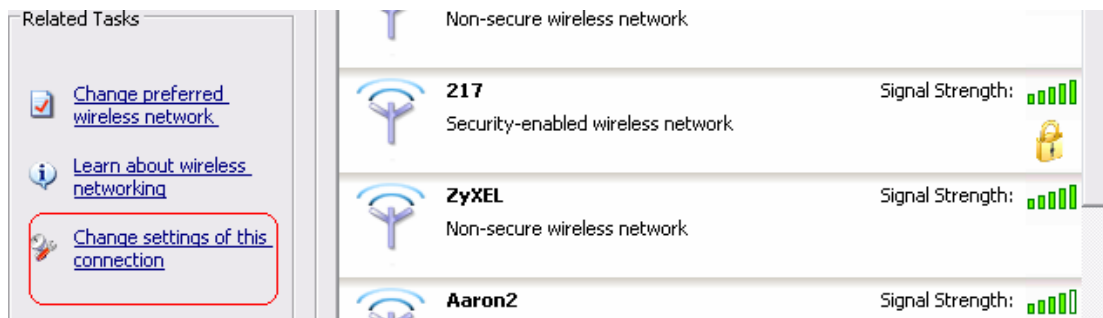 Related Tasks
Change preferred
wireless network
Learn about wireless
networking
Change settings of this
connection
Non-secure wireless network
217
Signal Strength:
Security-enabled wireless network
ZyXEL
Signal Strength:
Non-secure wireless network
Aaron2
Signal Strength: